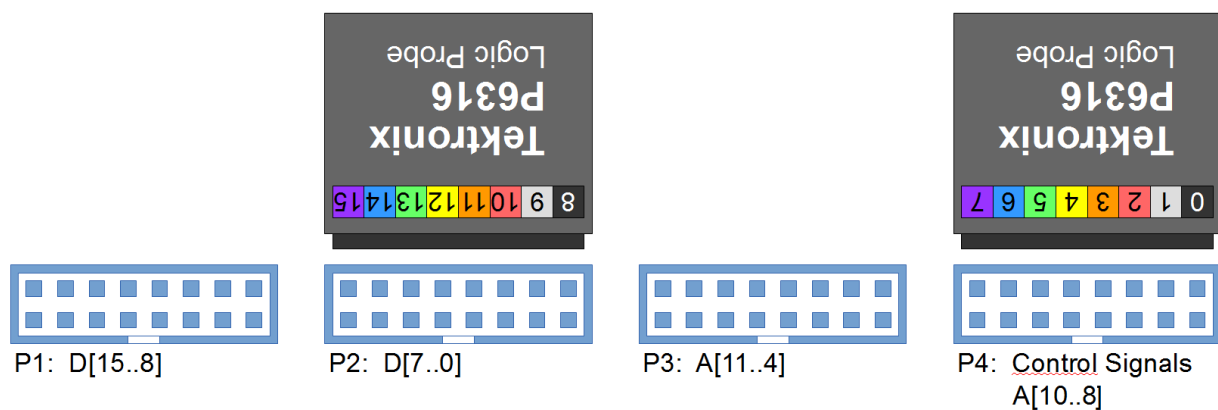 Logic Probe
P6316
Tektronix
15 14 13 12 11 10 9 8
Logic Probe
P6316
Tektronix
7 6 5 4 3 2 1 0
P1: D[15..8]
P2: D[7..0]
P3: A[11..4]
P4: Control Signals
A[10..8]